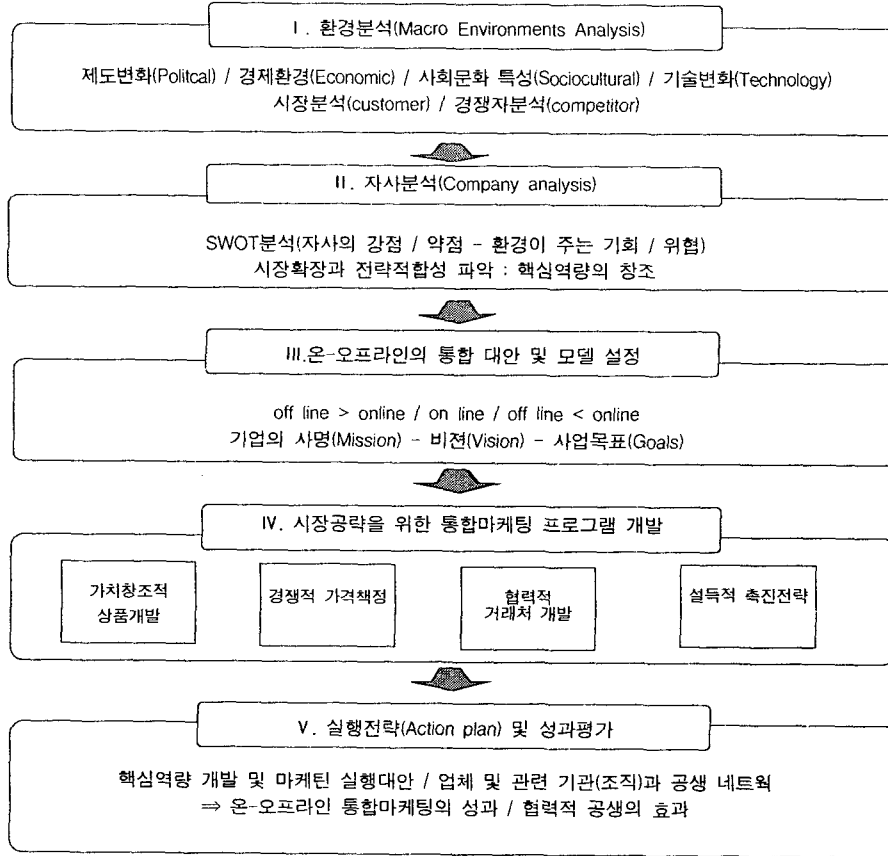 I. 환경분석(Macro Environments Analysis)
제도변화(Politcal) / 경제환경(Economic) / 사회문화 특성(Sociocultural) / 기술변화(Technology)
시장분석(customer) / 경쟁자분석(competitor)
II. 자사분석(Company analysis)
SWOT분석(자사의 강점 / 약점 - 환경이 주는 기회 / 위협)
시장확장과 전략적합성 파악 : 핵심역량의 창조
III.온-오프라인의 통합 대안 및 모델 설정
off line > online / on line / off line < online
기업의 사명(Mission) - 비젼(Vision) - 사업목표(Goals)
IV. 시장공략을 위한 통합마케팅 프로그램 개발
가치창조적
상품개발
경쟁적 가격책정
협력적
거래처 개발
설득적 촉진전략
V. 실행전략(Action plan) 및 성과평가
핵심역량 개발 및 마케틴 실행대안 / 업체 및 관련 기관(조직)과 공생 네트웍
⇒ 온-오프라인 통합마케팅의 성과 / 협력적 공생의 효과